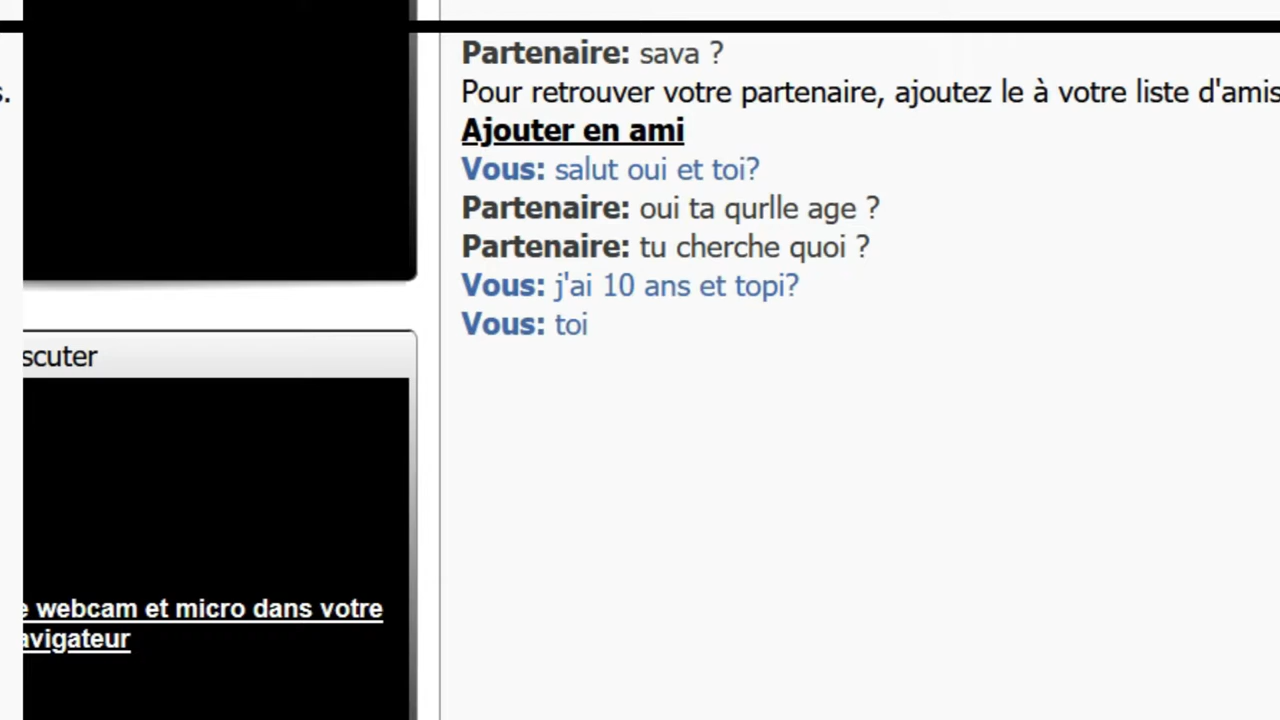 s.
Partenaire: sava ?
Pour retrouver votre partenaire, ajoutez le à votre liste d'amis
Ajouter en ami
Vous: salut oui et toi?
Partenaire: oui ta qurlle age ?
Partenaire: tu cherche quoi ?
Vous: j'ai 10 ans et topi?
Vous: toi
scuter
e webcam et micro dans votre
avigateur